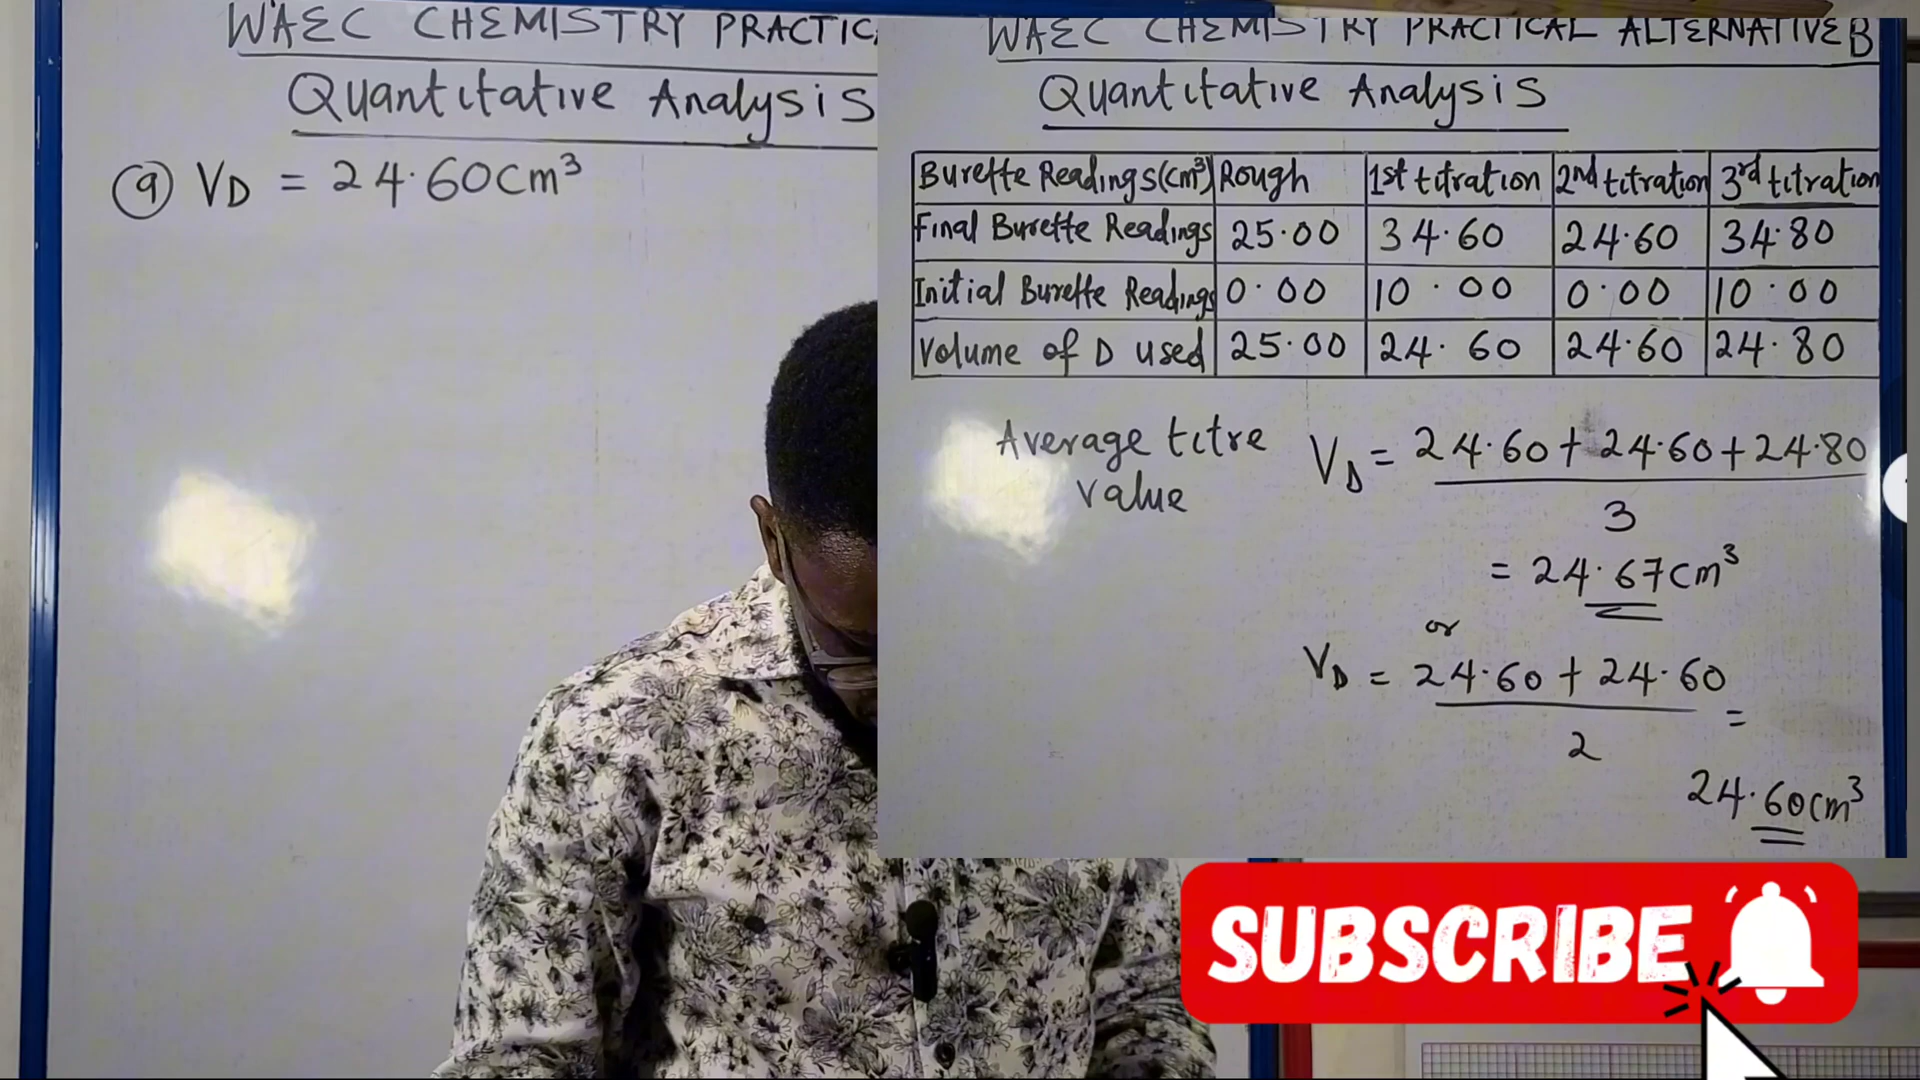 WAEC CHEMISTRY PRACTIC
Quantitative Analysis
(a) VD = 24.60cm³
WAEC CHEMISTRY PRACTICAL ALTERNATIVE B
Quantitative Analysis
Burette Readings(cm³) Rough 1st titration 2nd titration 3rd titration
Final Burette Readings 25.00 34.60 24.60 34.80
Initial Burette Readings 0.00 10.00 0.00 10.00
Volume of D used 25.00 24.60 24.60 24.80
Average titre value VD = 24.60 + 24.60 + 24.80
3
= 24.67cm³
or
VD = 24.60 + 24.60 =
2
24.60cm³
SUBSCRIBE